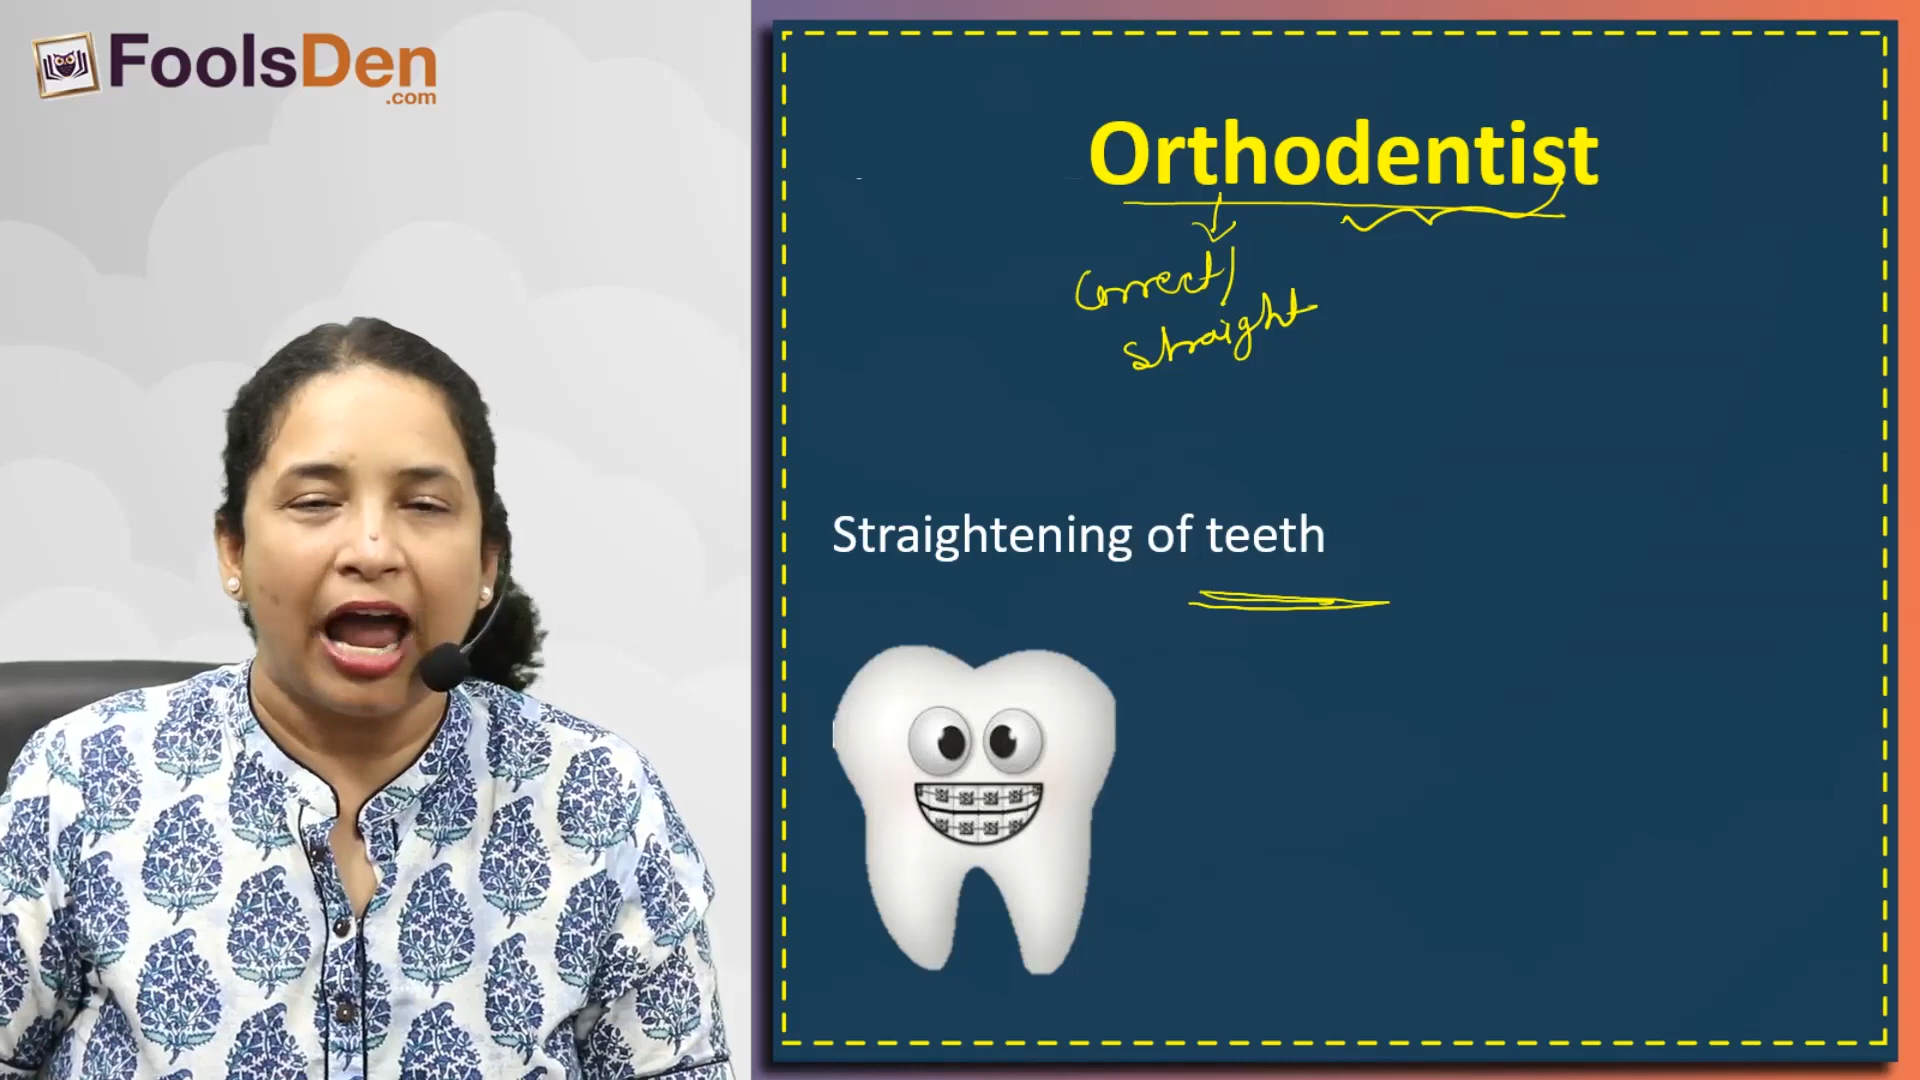 FoolsDen
.com
Orthodentist
Correct/
straight
Straightening of teeth